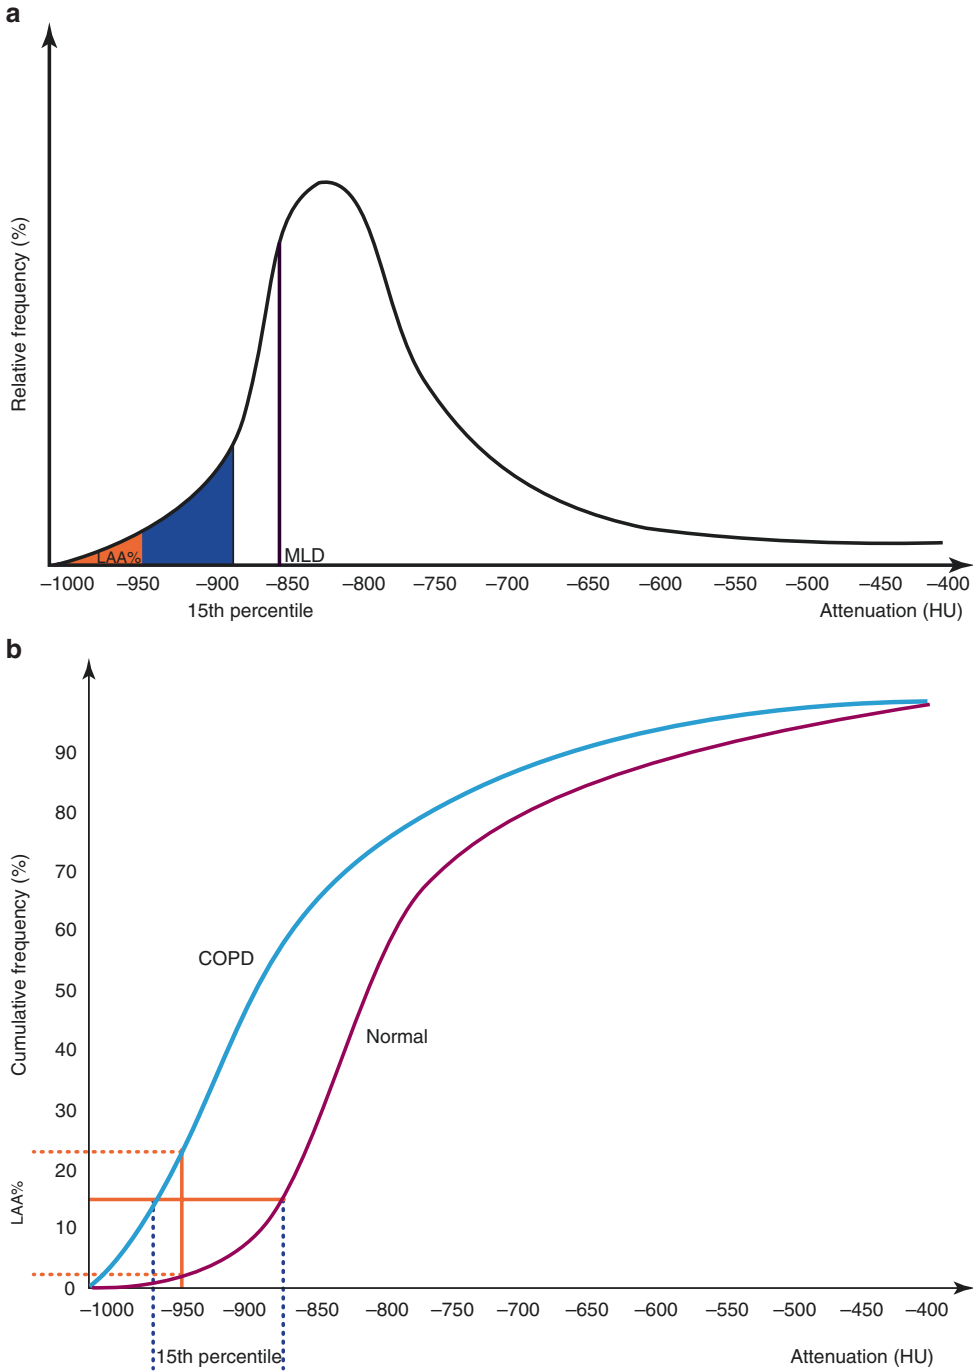 a
Relative frequency (%)
LAA%
MLD
–1000 –950 –900 –850 –800 –750 –700 –650 –600 –550 –500 –450 –400
15th percentile
Attenuation (HU)
b
Cumulative frequency (%)
90
80
70
60
50
40
30
20
10
0
LAA%
COPD
Normal
–1000 –950 –900 –850 –800 –750 –700 –650 –600 –550 –500 –450 –400
15th percentile
Attenuation (HU)